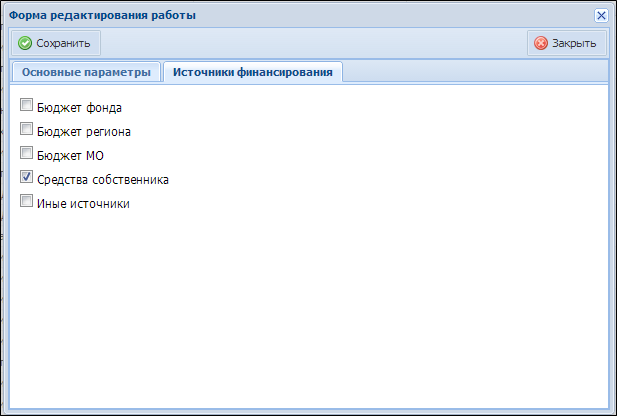 Форма редактирования работы
Сохранить
Закрыть
Основные параметры
Источники финансирования
Бюджет фонда
Бюджет региона
Бюджет МО
Средства собственника
Иные источники